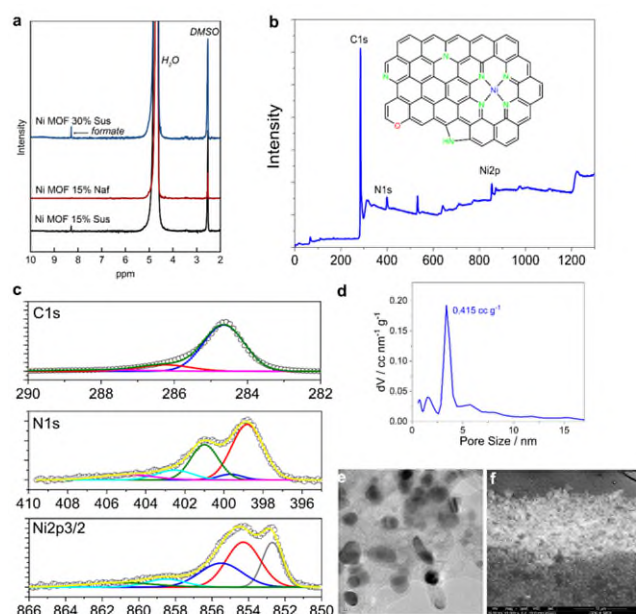 a
DMSO
H₂O
Intensity
Ni MOF 30% Sus
formate
Ni MOF 15% Naf
Ni MOF 15% Sus
10 9 8 7 6 5 4 3 2
ppm
b
C1s
N1s
Ni2p
N
N
N
N
N
N
Ni
O
HN
Intensity
0 200 400 600 800 1000 1200
c
C1s
290 288 286 284 282
N1s
410 408 406 404 402 400 398 396
Ni2p3/2
866 864 862 860 858 856 854 852 850
d
0,415 cc g⁻¹
dV / cc nm⁻¹ g⁻¹
0.20
0.15
0.10
0.05
0.00
0 5 10 15
Pore Size / nm
e
f